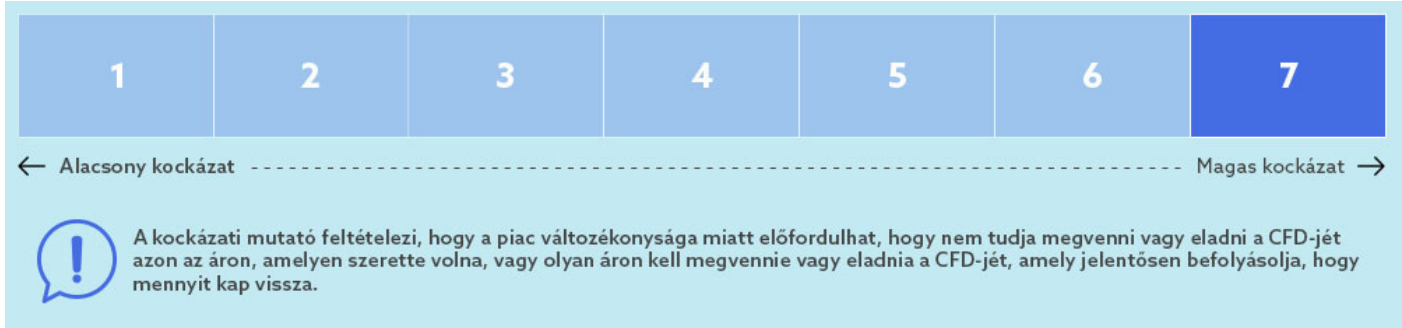 1 2 3 4 5 6 7
← Alacsony kockázat - - - - - - - - - - - - - - - - - - - - - - - - - - - - - - - - - - - - - - - - Magas kockázat →
A kockázati mutató feltételezi, hogy a piac változékonysága miatt előfordulhat, hogy nem tudja megvenni vagy eladni a CFD-jét
azon az áron, amelyen szerette volna, vagy olyan áron kell megvennie vagy eladnia a CFD-jét, amely jelentősen befolyásolja, hogy
mennyit kap vissza.